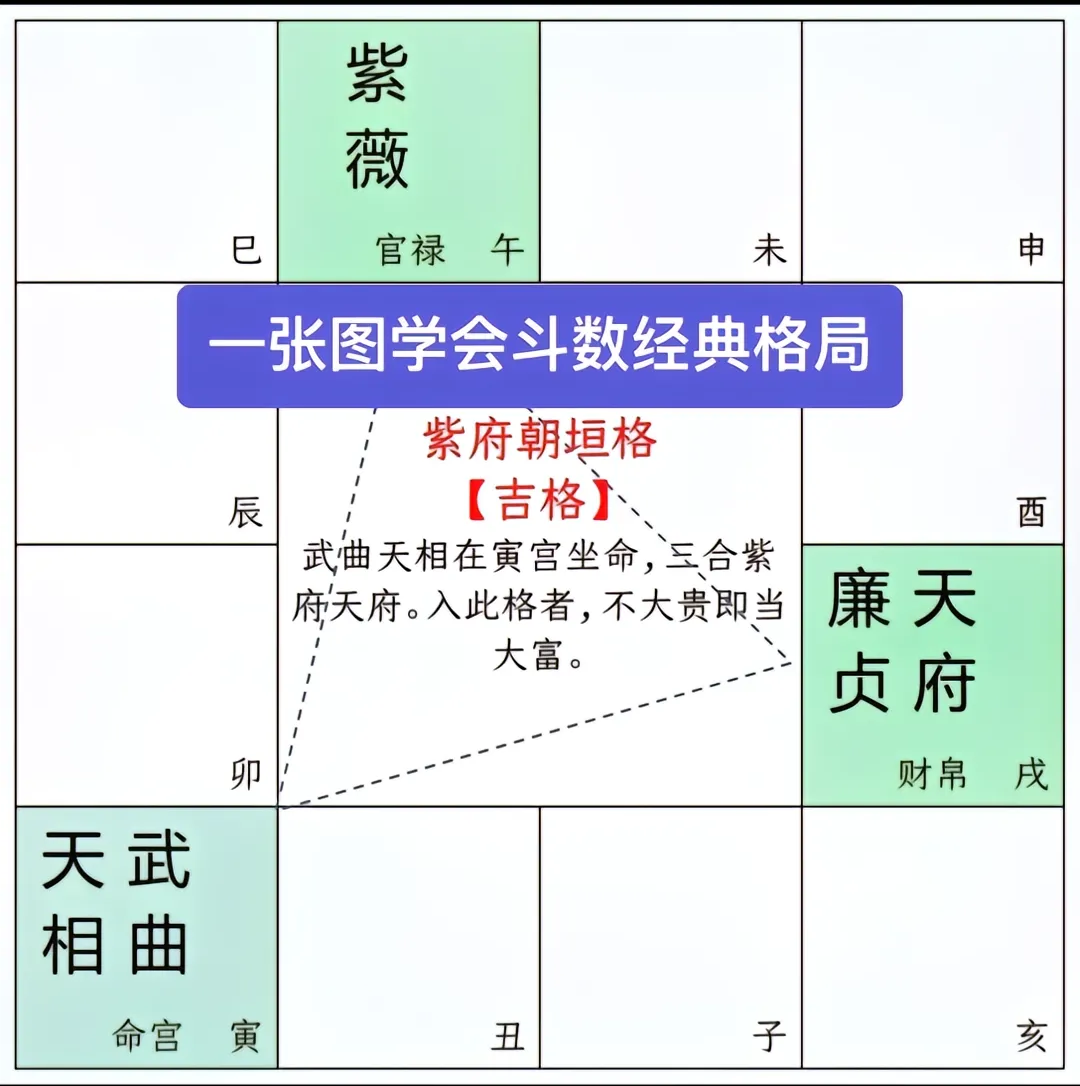 紫
薇
巳
官禄 午
未
申
一张图学会斗数经典格局
紫府朝垣格
【吉格】
武曲天相在寅宫坐命,三合紫
府天府。入此格者,不大贵即当
大富。
辰
酉
廉 天
贞 府
卯
财帛 戌
天 武
相 曲
命宫 寅
丑
子
亥